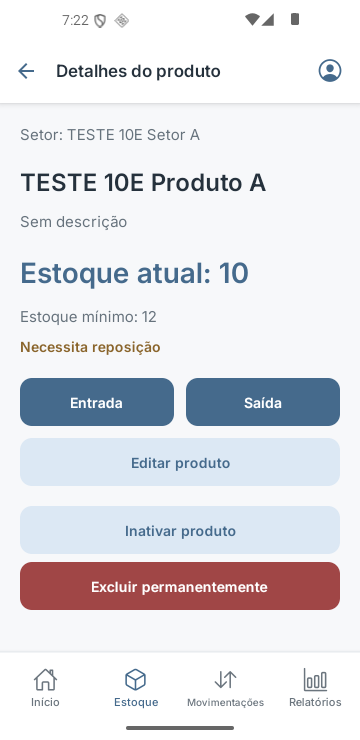 7:22
Detalhes do produto
Setor: TESTE 10E Setor A
TESTE 10E Produto A
Sem descrição
Estoque atual: 10
Estoque mínimo: 12
Necessita reposição
Entrada
Saída
Editar produto
Inativar produto
Excluir permanentemente
Início
Estoque
Movimentações
Relatórios